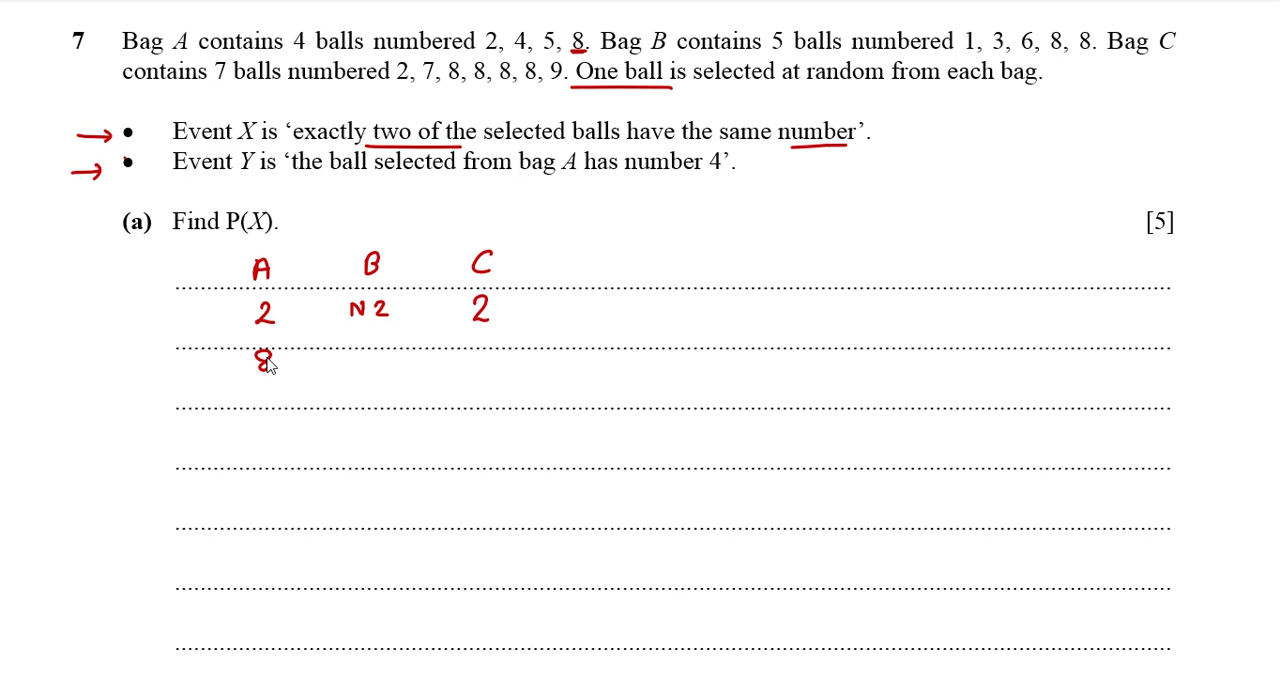 7 Bag A contains 4 balls numbered 2, 4, 5, 8. Bag B contains 5 balls numbered 1, 3, 6, 8, 8. Bag C
contains 7 balls numbered 2, 7, 8, 8, 8, 8, 9. One ball is selected at random from each bag.
• Event X is ‘exactly two of the selected balls have the same number’.
• Event Y is ‘the ball selected from bag A has number 4’.
(a) Find P(X). [5]
A B C
2 N2 2
8